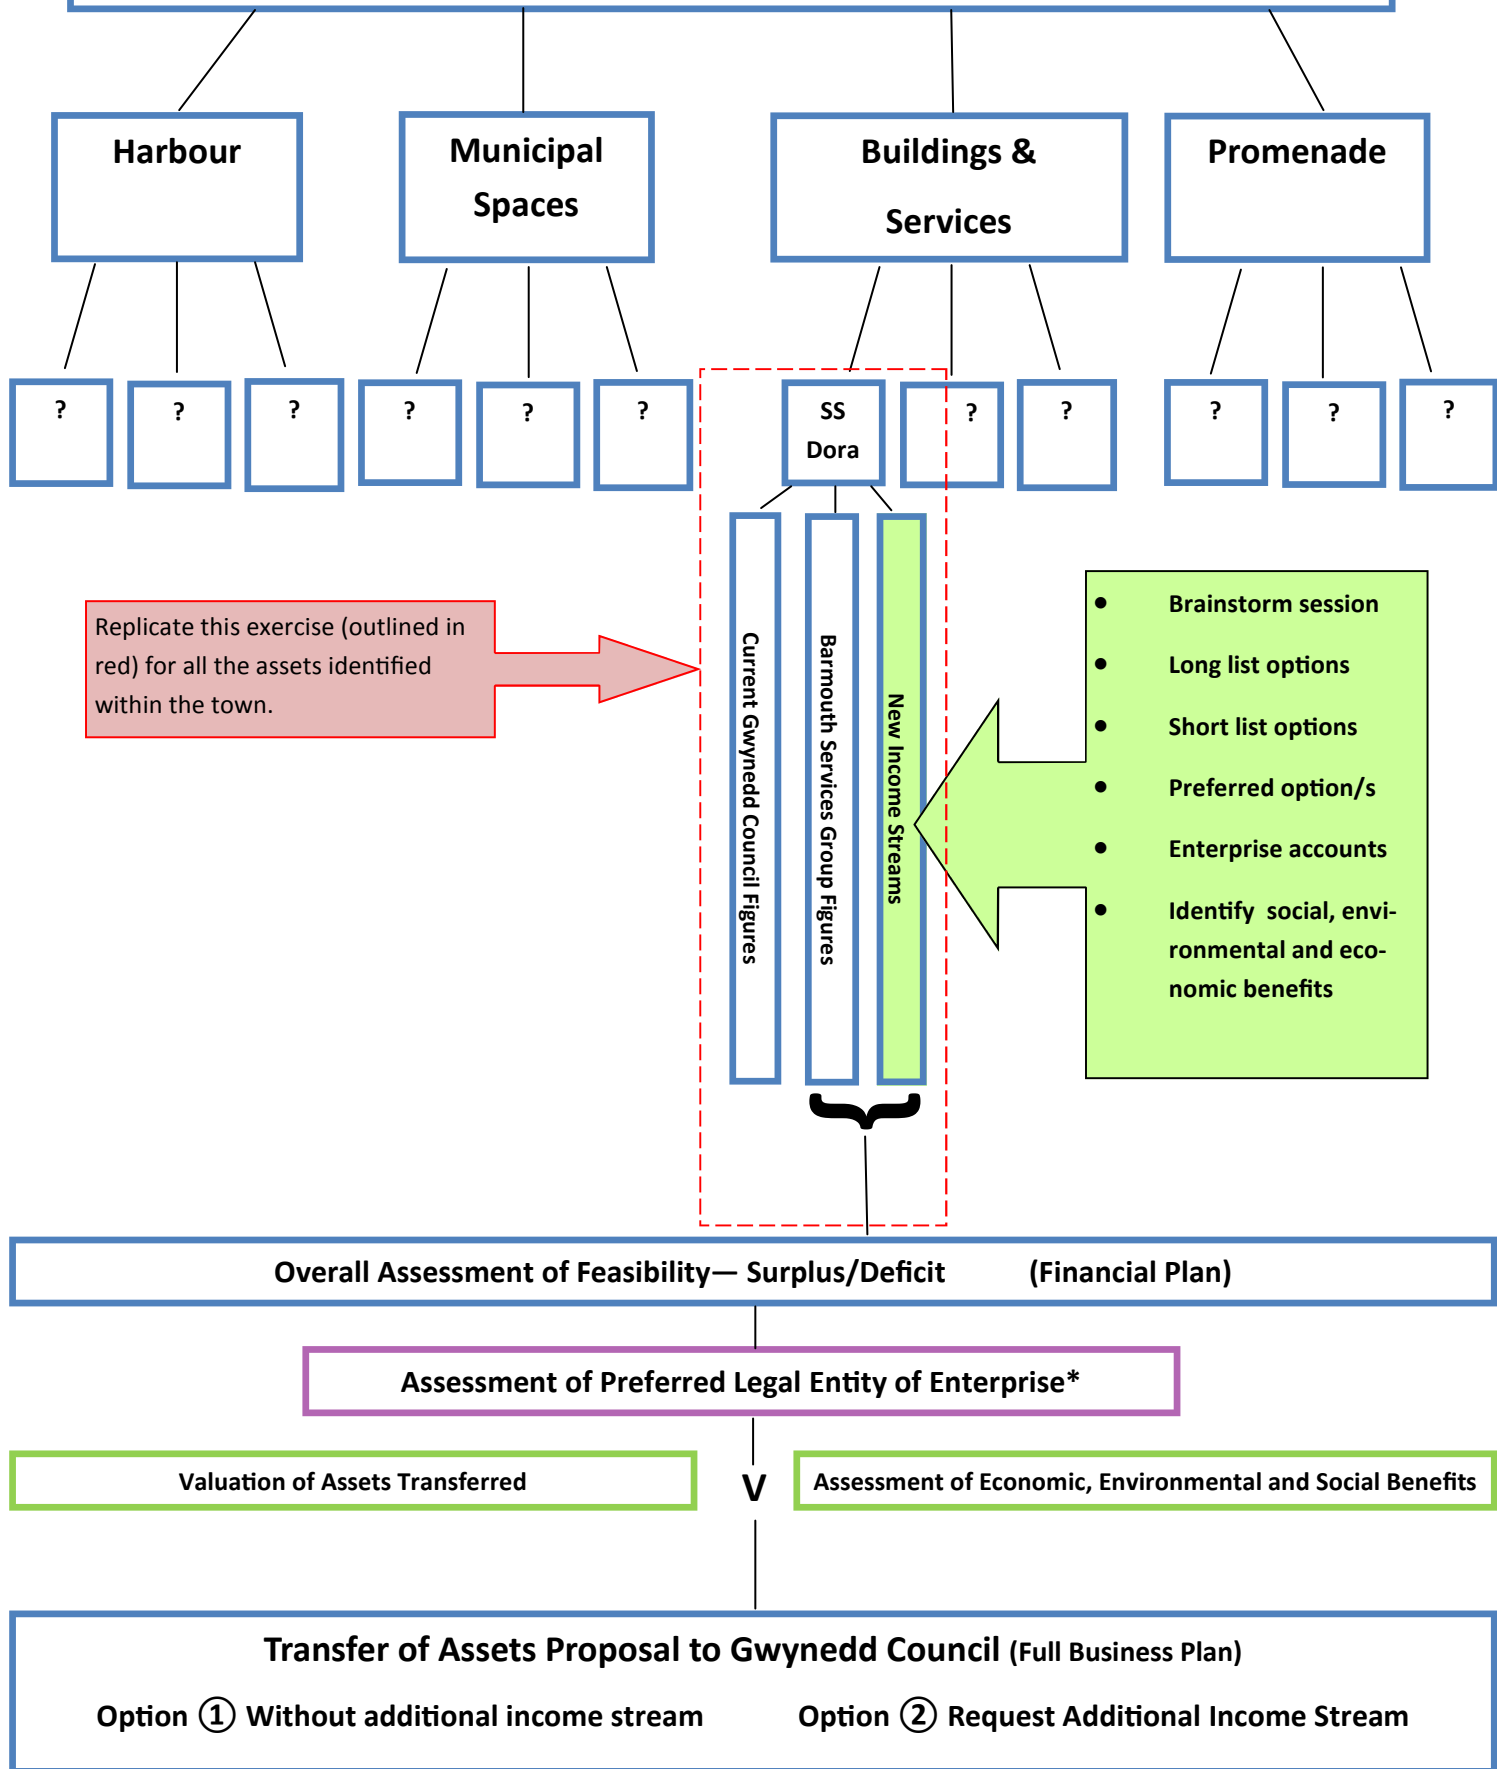 Harbour
Municipal
Spaces
Buildings &
Services
Promenade
?
?
?
?
?
?
SS
Dora
?
?
?
?
?
Replicate this exercise (outlined in
red) for all the assets identified
within the town.
Current Gwynedd Council Figures
Barmouth Services Group Figures
New Income Streams
• Brainstorm session
• Long list options
• Short list options
• Preferred option/s
• Enterprise accounts
• Identify social, envi-
ronmental and eco-
nomic benefits
Overall Assessment of Feasibility— Surplus/Deficit (Financial Plan)
Assessment of Preferred Legal Entity of Enterprise*
Valuation of Assets Transferred
V
Assessment of Economic, Environmental and Social Benefits
Transfer of Assets Proposal to Gwynedd Council (Full Business Plan)
Option ① Without additional income stream Option ② Request Additional Income Stream